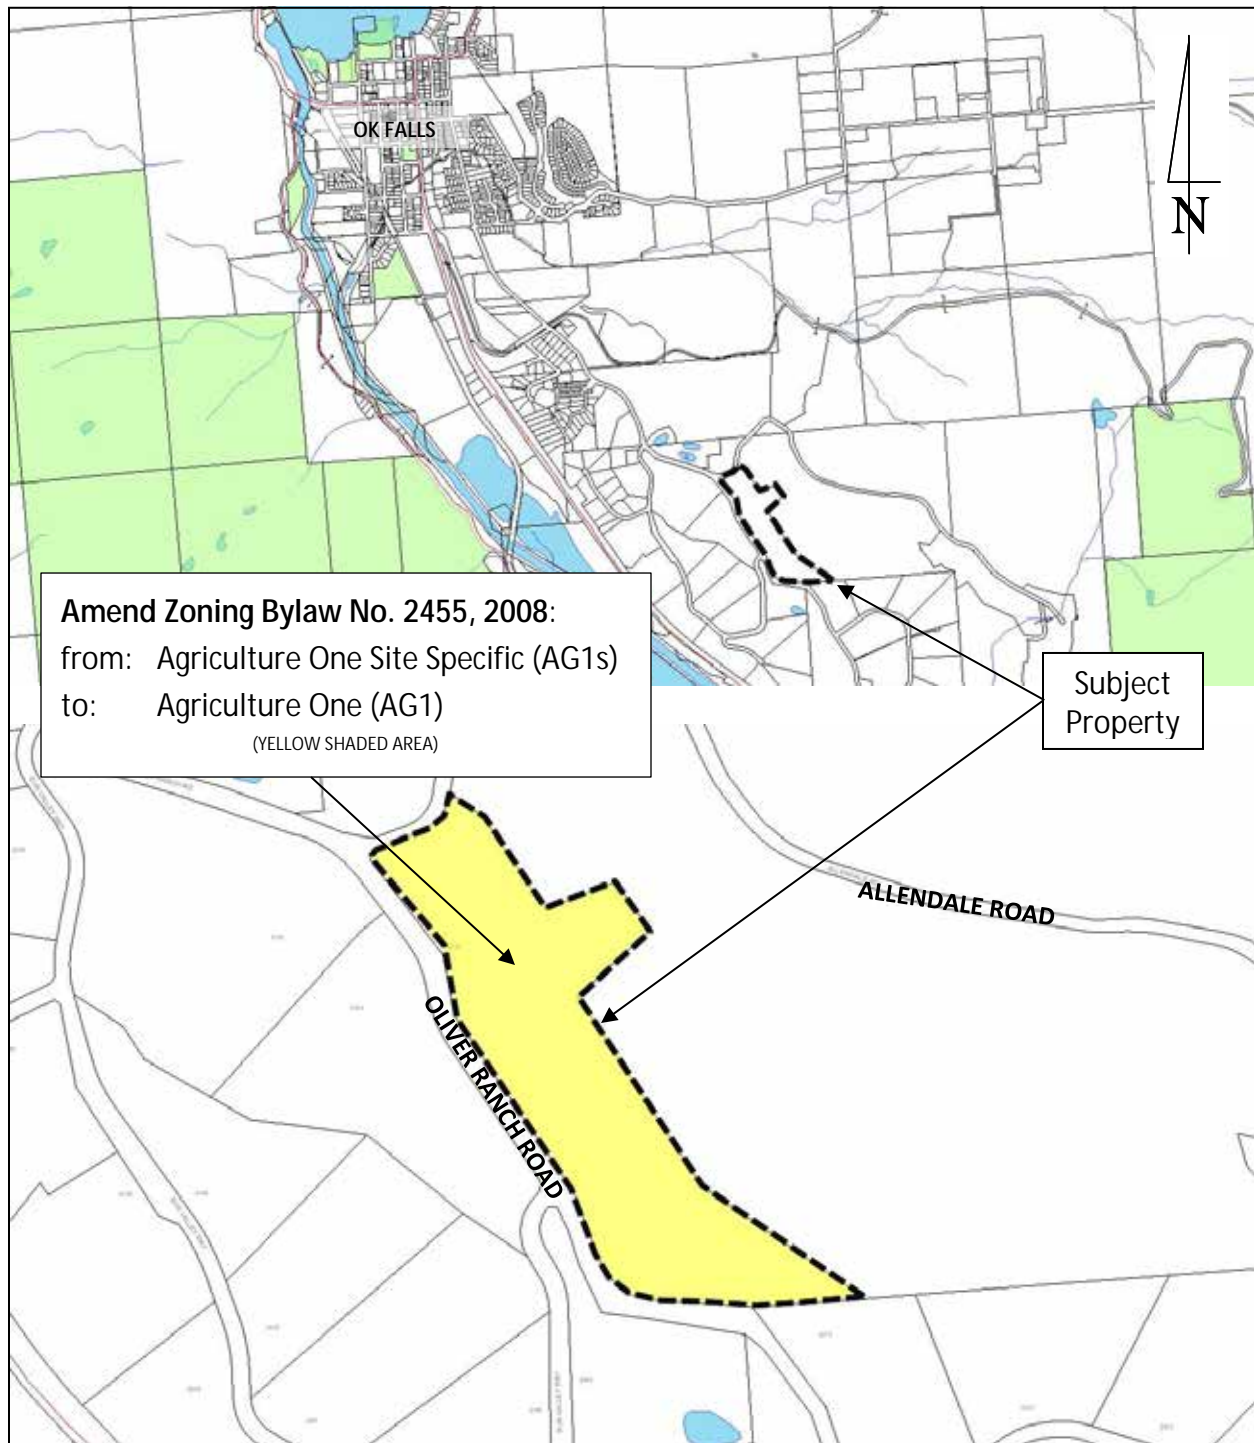 OK FALLS
N
Amend Zoning Bylaw No. 2455, 2008:
from: Agriculture One Site Specific (AG1s)
to: Agriculture One (AG1)
(YELLOW SHADED AREA)
Subject
Property
ALLENDALE ROAD
OLIVER RANCH ROAD